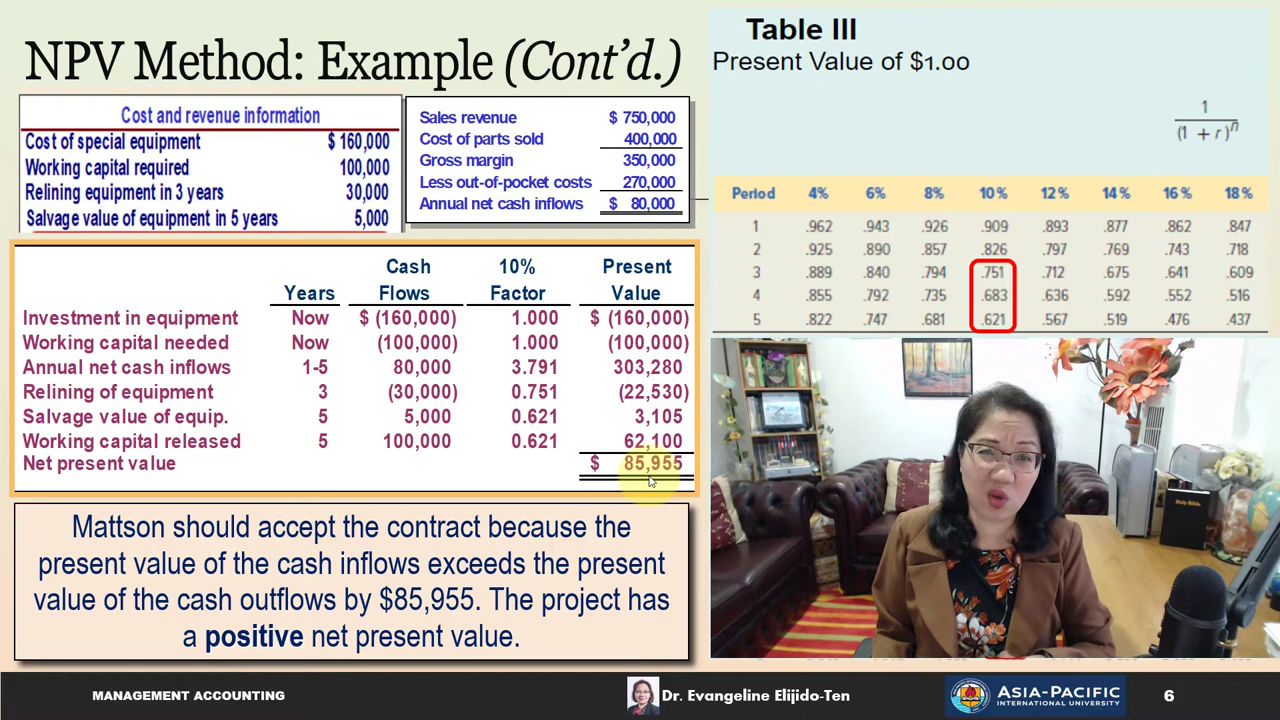 NPV Method: Example (Cont'd.)
Cost and revenue information
Cost of special equipment $ 160,000
Working capital required 100,000
Relining equipment in 3 years 30,000
Salvage value of equipment in 5 years 5,000
Sales revenue $ 750,000
Cost of parts sold 400,000
Gross margin 350,000
Less out-of-pocket costs 270,000
Annual net cash inflows $ 80,000
Table III
Present Value of $1.00
1
(1 + r)^n
Period 4% 6% 8% 10% 12% 14% 16% 18%
1 .962 .943 .926 .909 .893 .877 .862 .847
2 .925 .890 .857 .826 .797 .769 .743 .718
3 .889 .840 .794 .751 .712 .675 .641 .609
4 .855 .792 .735 .683 .636 .592 .552 .516
5 .822 .747 .681 .621 .567 .519 .476 .437
Cash 10% Present
Years Flows Factor Value
Investment in equipment Now $ (160,000) 1.000 $ (160,000)
Working capital needed Now (100,000) 1.000 (100,000)
Annual net cash inflows 1-5 80,000 3.791 303,280
Relining of equipment 3 (30,000) 0.751 (22,530)
Salvage value of equip. 5 5,000 0.621 3,105
Working capital released 5 100,000 0.621 62,100
Net present value $ 85,955
Mattson should accept the contract because the
present value of the cash inflows exceeds the present
value of the cash outflows by $85,955. The project has
a positive net present value.
Holy Bible
MANAGEMENT ACCOUNTING
Dr. Evangeline Elijido-Ten
ASIA-PACIFIC
INTERNATIONAL UNIVERSITY
6